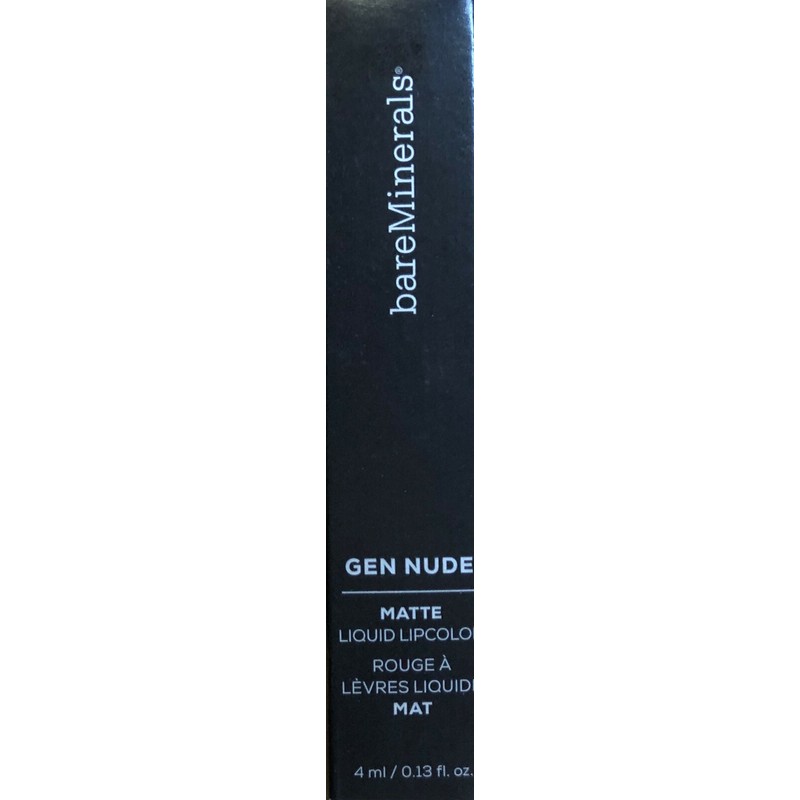 bareMinerals®
GEN NUDE
MATTE
LIQUID LIPCOLO
ROUGE À
LÈVRES LIQUID
MAT
4 ml / 0.13 fl. oz.